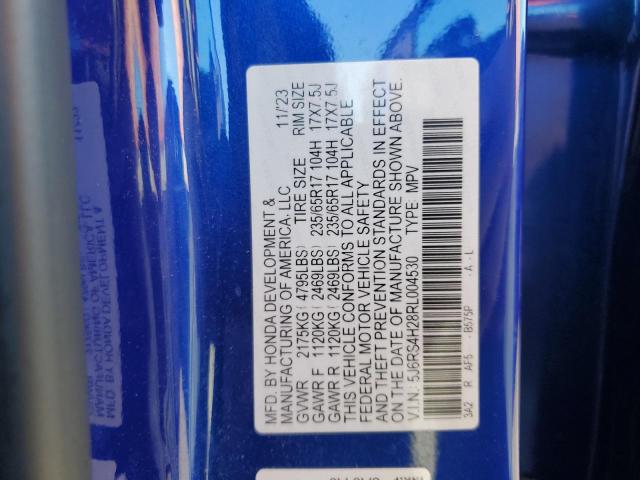 MFD. BY HONDA DEVELOPMENT & 11/'23
MANUFACTURING OF AMERICA, LLC
GVWR 2175KG ( 4795LBS) TIRE SIZE RIM SIZE
GAWR F 1120KG ( 2469LBS) 235/65R17 104H 17X7.5J
GAWR R 1120KG ( 2469LBS) 235/65R17 104H 17X7.5J
THIS VEHICLE CONFORMS TO ALL APPLICABLE
FEDERAL MOTOR VEHICLE SAFETY
AND THEFT PREVENTION STANDARDS IN EFFECT
ON THE DATE OF MANUFACTURE SHOWN ABOVE.
V.I.N.: 5J6RS4H28RL004530 TYPE: MPV
3A2 R AF5 -B575P -A-L